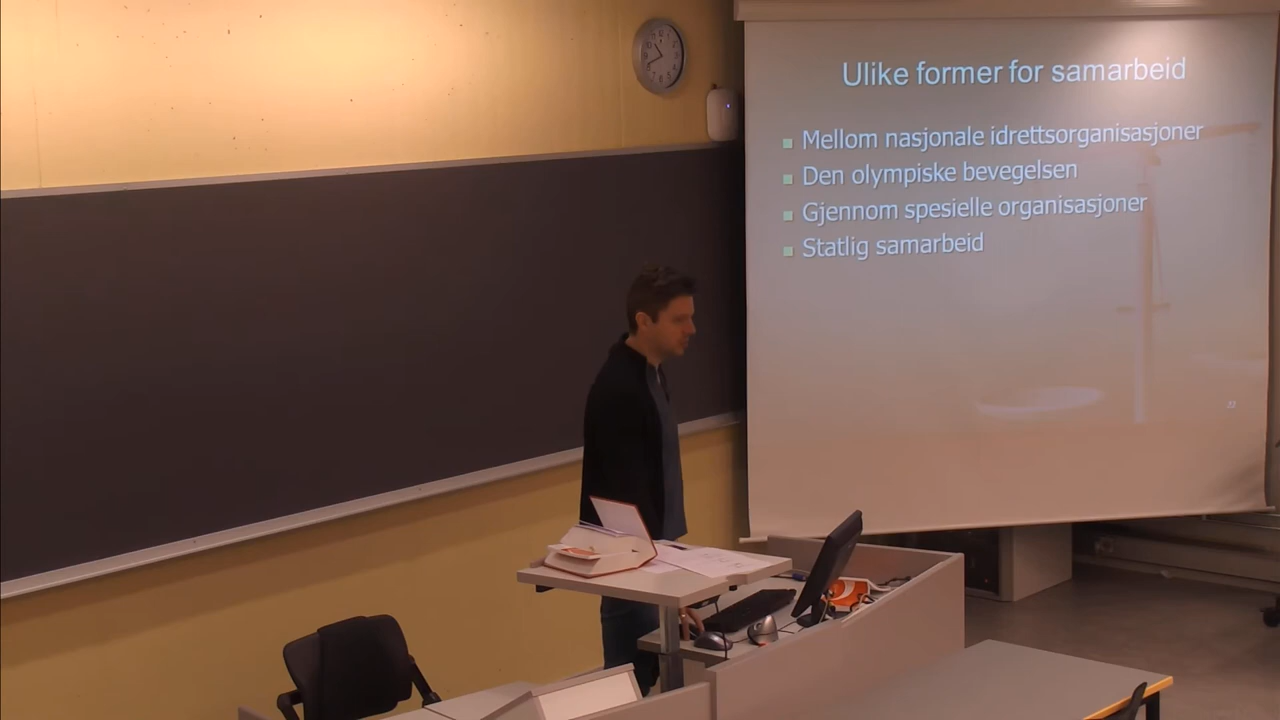 Ulike former for samarbeid
Mellom nasjonale idrettsorganisasjoner
Den olympiske bevegelsen
Gjennom spesielle organisasjoner
Statlig samarbeid